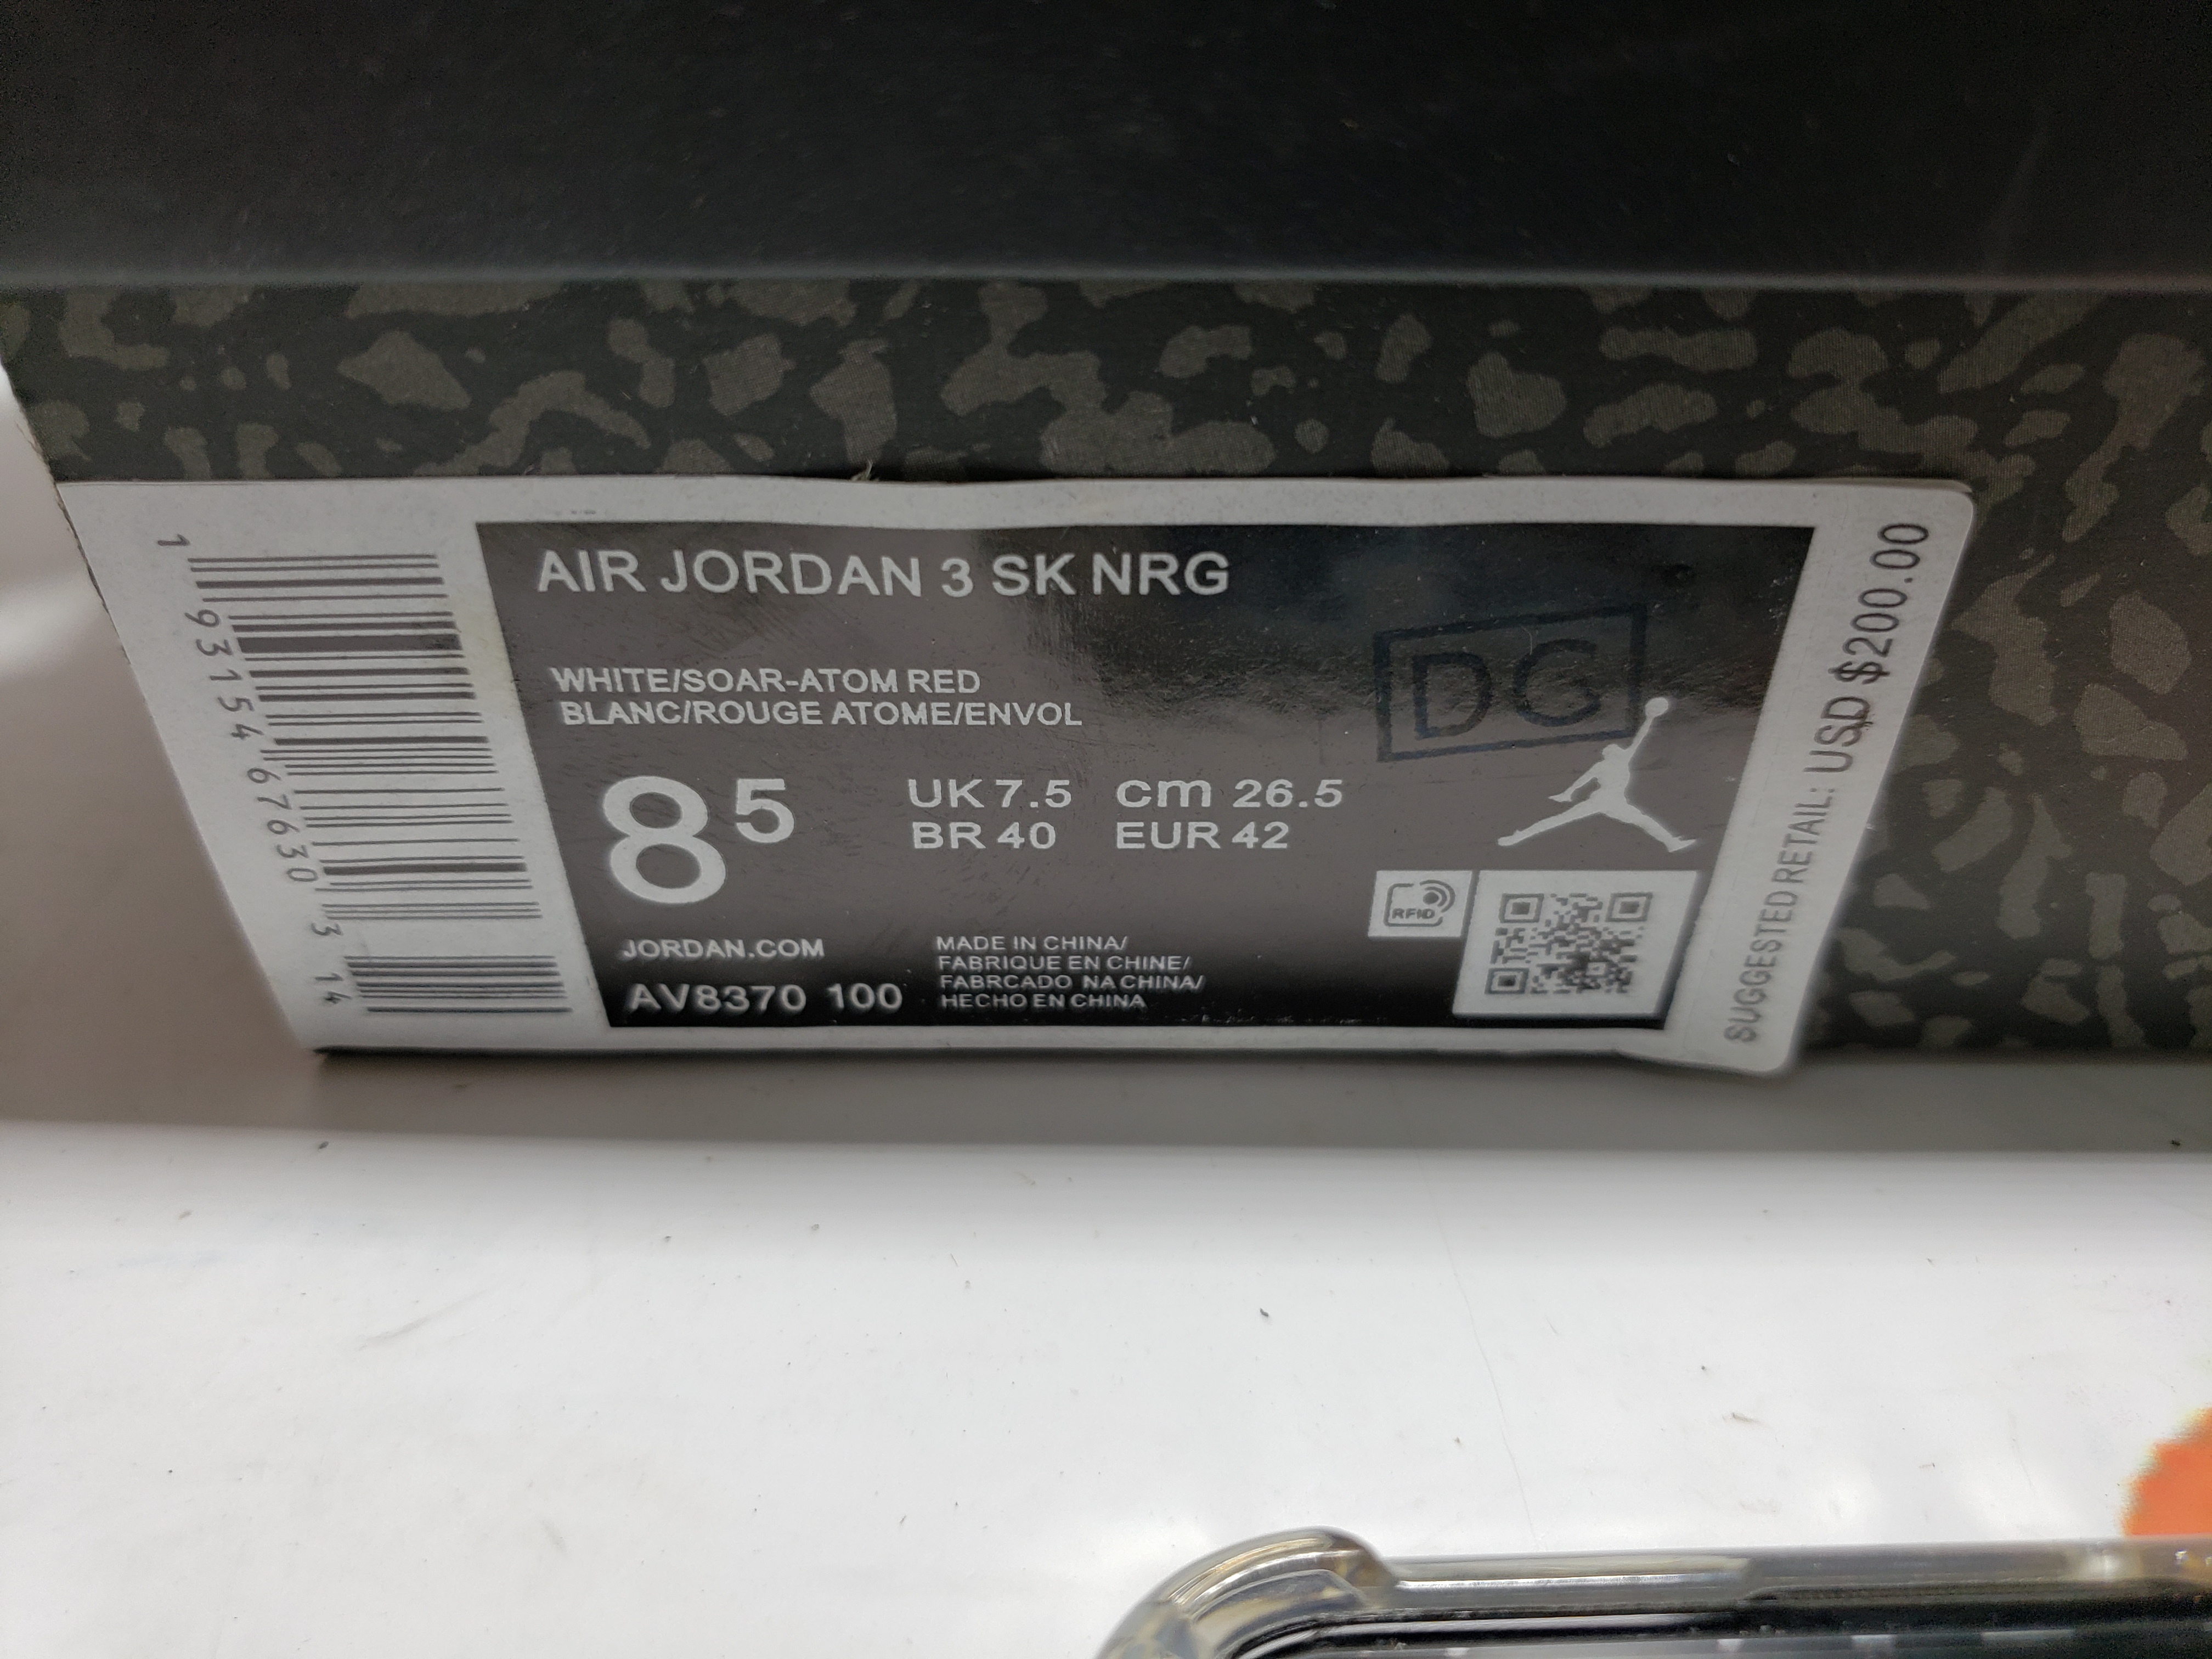 AIR JORDAN 3 SK NRG
DG
WHITE/SOAR-ATOM RED
BLANC/ROUGE ATOME/ENVOL
8 5
UK 7.5 cm 26.5
BR 40 EUR 42
RFID
JORDAN.COM
AV8370 100
MADE IN CHINA/
FABRIQUE EN CHINE/
FABRCADO NA CHINA/
HECHO EN CHINA
1 93154 67630 3 14
SUGGESTED RETAIL: USD $200.00